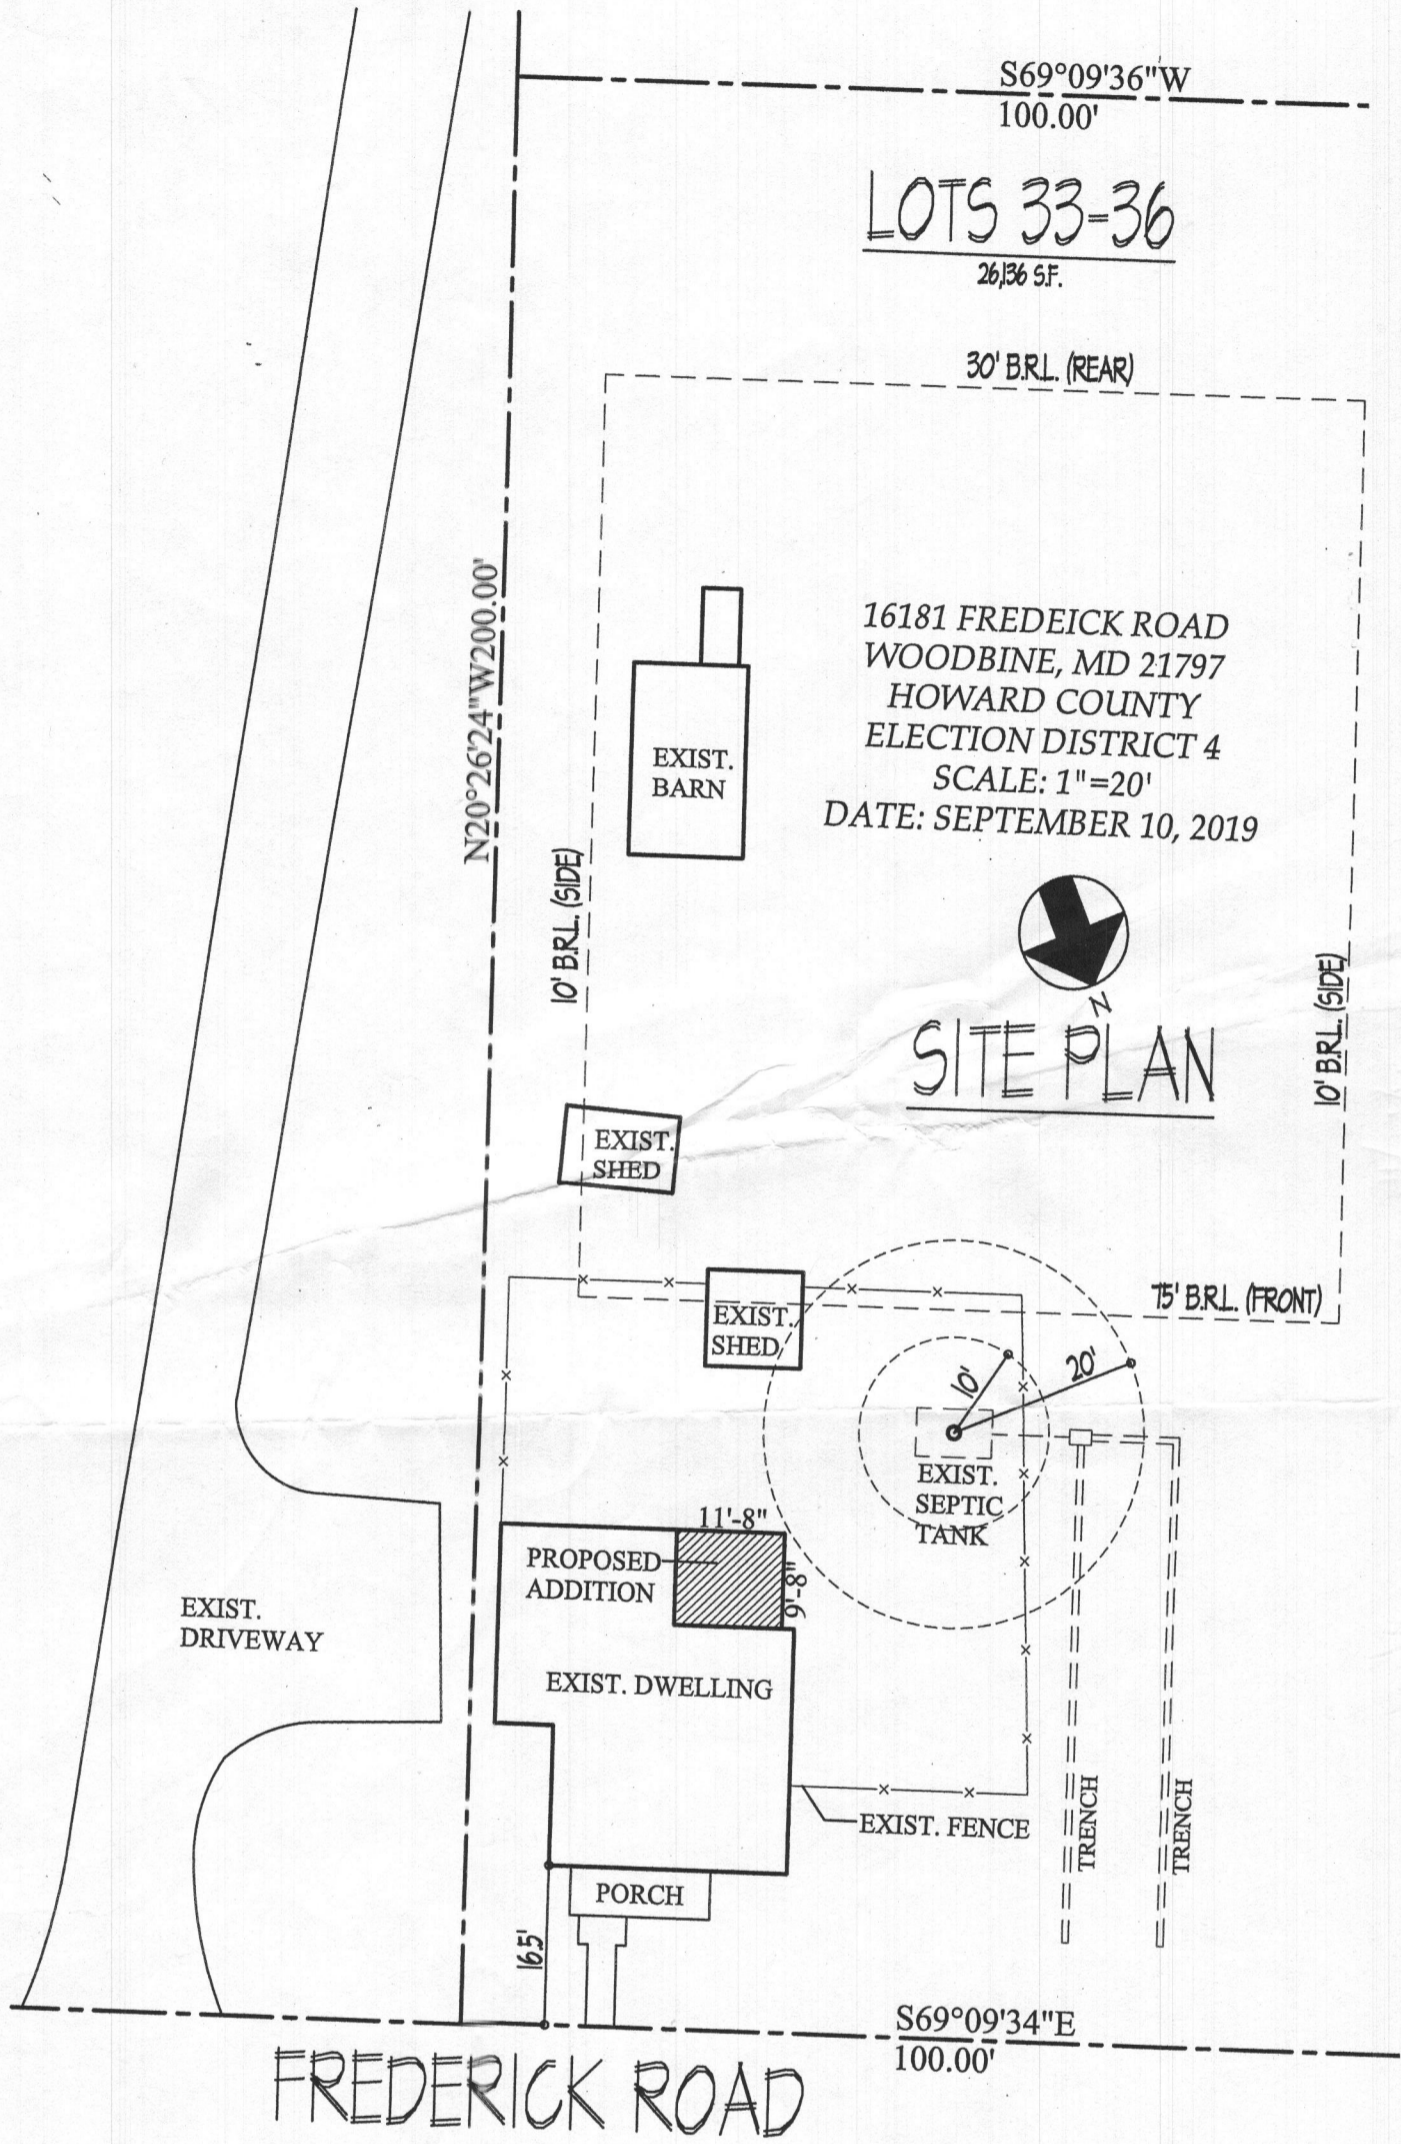 S69°09'36"W
100.00'
LOTS 33-36
26,136 S.F.
30' B.R.L. (REAR)
N20°26'24"W200.00'
16181 FREDEICK ROAD
WOODBINE, MD 21797
HOWARD COUNTY
ELECTION DISTRICT 4
SCALE: 1"=20'
DATE: SEPTEMBER 10, 2019
EXIST.
BARN
10' B.R.L. (SIDE)
N
SITE PLAN
10' B.R.L. (SIDE)
EXIST.
SHED
75' B.R.L. (FRONT)
EXIST.
SHED
10'
20'
EXIST.
SEPTIC
TANK
11'-8"
PROPOSED
ADDITION
9'-8"
EXIST.
DRIVEWAY
EXIST. DWELLING
EXIST. FENCE
TRENCH
TRENCH
PORCH
16.5'
S69°09'34"E
100.00'
FREDERICK ROAD